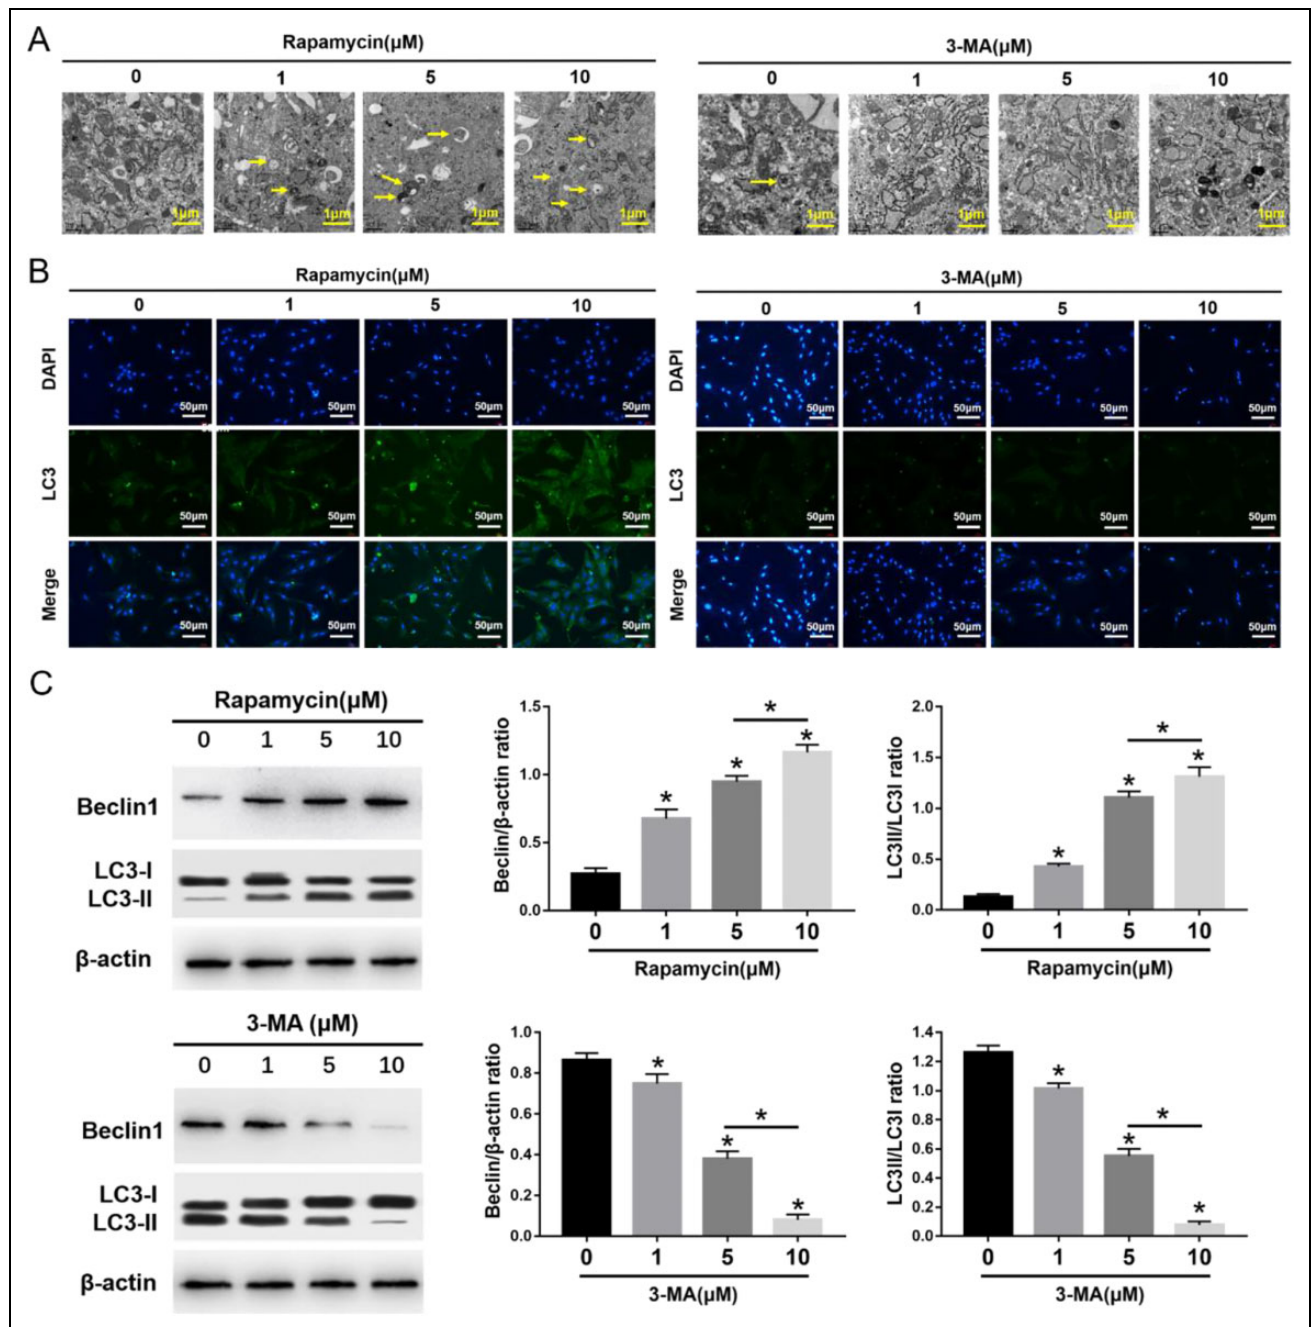 A
Rapamycin(μM)
0 1 5 10
3-MA(μM)
0 1 5 10
1μm 1μm 1μm 1μm 1μm 1μm 1μm 1μm
B
Rapamycin(μM)
0 1 5 10
3-MA(μM)
0 1 5 10
DAPI
50μm 50μm 50μm 50μm
DAPI
50μm 50μm 50μm 50μm
LC3
50μm 50μm 50μm 50μm
LC3
50μm 50μm 50μm 50μm
Merge
50μm 50μm 50μm 50μm
Merge
50μm 50μm 50μm 50μm
C
Rapamycin(μM)
0 1 5 10
Beclin1
LC3-I
LC3-II
β-actin
Beclin/β-actin ratio
1.5
1.0
0.5
0.0
* * * *
0 1 5 10
Rapamycin(μM)
LC3II/LC3I ratio
2.0
1.5
1.0
0.5
0.0
* * * *
0 1 5 10
Rapamycin(μM)
3-MA (μM)
0 1 5 10
Beclin1
LC3-I
LC3-II
β-actin
Beclin/β-actin ratio
1.0
0.8
0.6
0.4
0.2
0.0
* * * *
0 1 5 10
3-MA(μM)
LC3II/LC3I ratio
1.4
1.2
1.0
0.8
0.6
0.4
0.2
0.0
* * * *
0 1 5 10
3-MA(μM)